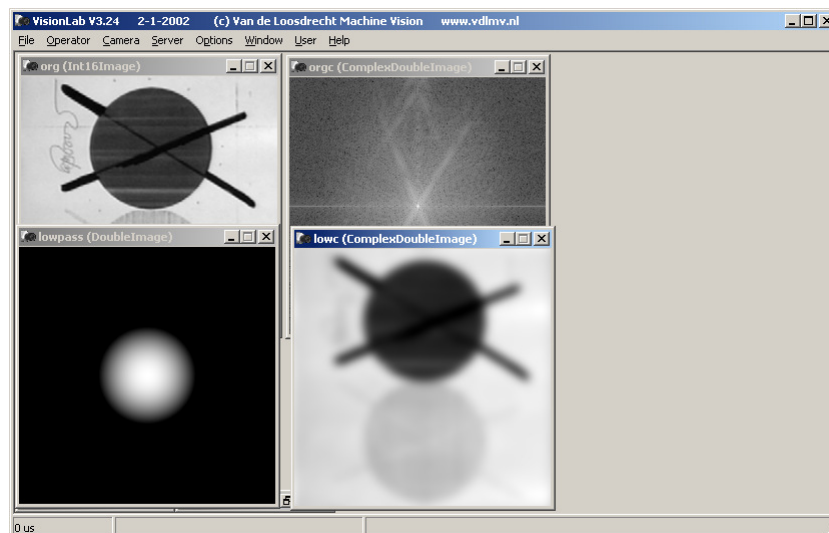 VisionLab V3.24 2-1-2002 (c) Van de Loosdrecht Machine Vision www.vdlmv.nl
File Operator Camera Server Options Window User Help
org (Int16Image)
orgc (ComplexDoubleImage)
lowpass (DoubleImage)
lowc (ComplexDoubleImage)
0 us